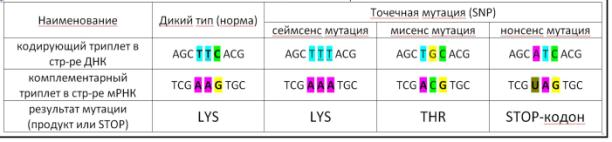 Наименование Дикий тип (норма) Точечная мутация (SNP)
сеймсенс мутация мисенс мутация нонсенс мутация
кодирующий триплет в стр-ре ДНК AGC TTC ACG AGC TTT ACG AGC TGC ACG AGC ATC ACG
комплементарный триплет в стр-ре мРНК TCG AAG TGC TCG AAA TGC TCG ACG TGC TCG UAG TGC
результат мутации (продукт или STOP) LYS LYS THR STOP-кодон